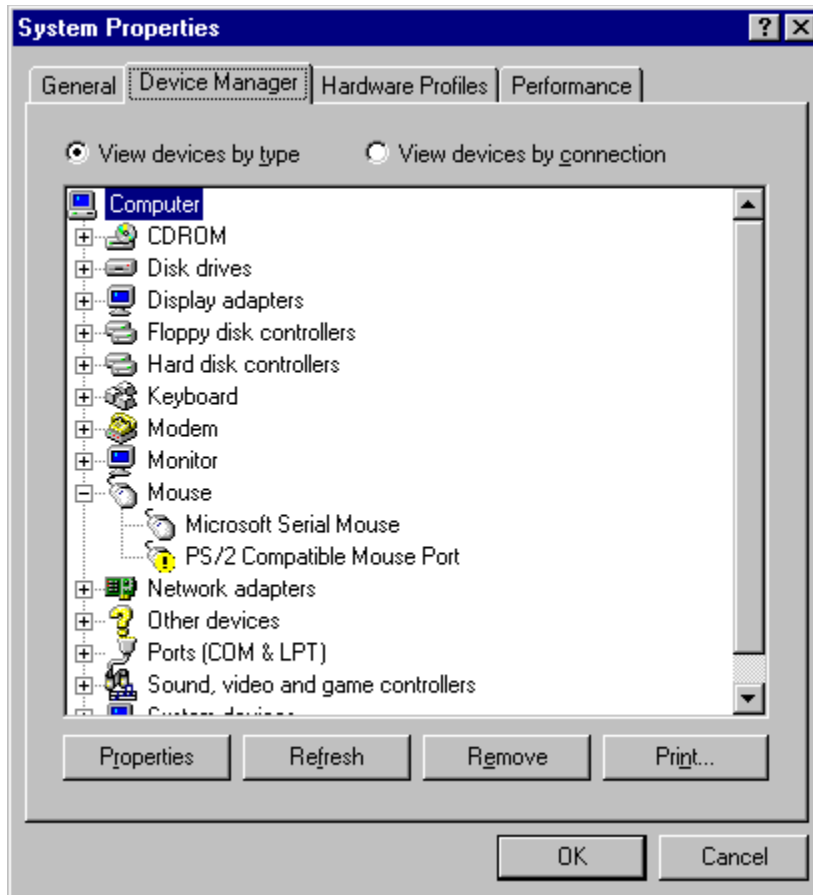 System Properties
General Device Manager Hardware Profiles Performance
View devices by type View devices by connection
Computer
CDROM
Disk drives
Display adapters
Floppy disk controllers
Hard disk controllers
Keyboard
Modem
Monitor
Mouse
Microsoft Serial Mouse
PS/2 Compatible Mouse Port
Network adapters
Other devices
Ports (COM & LPT)
Sound, video and game controllers
System devices
Properties Refresh Remove Print...
OK Cancel